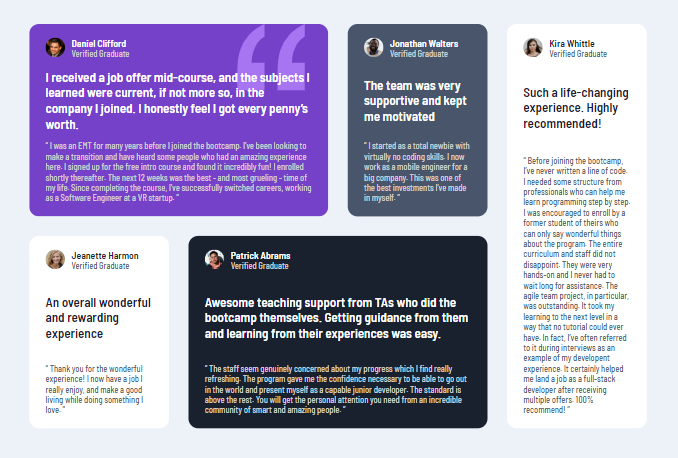 Daniel Clifford
Verified Graduate
I received a job offer mid-course, and the subjects I
learned were current, if not more so, in the
company I joined. I honestly feel I got every penny's
worth.
" I was an EMT for many years before I joined the bootcamp. I've been looking to
make a transition and have heard some people who had an amazing experience
here. I signed up for the free intro course and found it incredibly fun! I enrolled
shortly thereafter. The next 12 weeks was the best - and most grueling - time of
my life. Since completing the course, I've successfully switched careers, working
as a Software Engineer at a VR startup. "
Jonathan Walters
Verified Graduate
The team was very
supportive and kept
me motivated
" I started as a total newbie with
virtually no coding skills. I now
work as a mobile engineer for a
big company. This was one of
the best investments I've made
in myself. "
Kira Whittle
Verified Graduate
Such a life-changing
experience. Highly
recommended!
" Before joining the bootcamp,
I've never written a line of code.
I needed some structure from
professionals who can help me
learn programming step by step.
I was encouraged to enroll by a
former student of theirs who
can only say wonderful things
about the program. The entire
curriculum and staff did not
disappoint. They were very
hands-on and I never had to
wait long for assistance. The
agile team project, in particular,
was outstanding. It took my
learning to the next level in a
way that no tutorial could ever
have. In fact, I've often referred
to it during interviews as an
example of my developent
experience. It certainly helped
me land a job as a full-stack
developer after receiving
multiple offers. 100%
recommend! "
Jeanette Harmon
Verified Graduate
An overall wonderful
and rewarding
experience
" Thank you for the wonderful
experience! I now have a job I
really enjoy, and make a good
living while doing something I
love. "
Patrick Abrams
Verified Graduate
Awesome teaching support from TAs who did the
bootcamp themselves. Getting guidance from them
and learning from their experiences was easy.
" The staff seem genuinely concerned about my progress which I find really
refreshing. The program gave me the confidence necessary to be able to go out
in the world and present myself as a capable junior developer. The standard is
above the rest. You will get the personal attention you need from an incredible
community of smart and amazing people. "